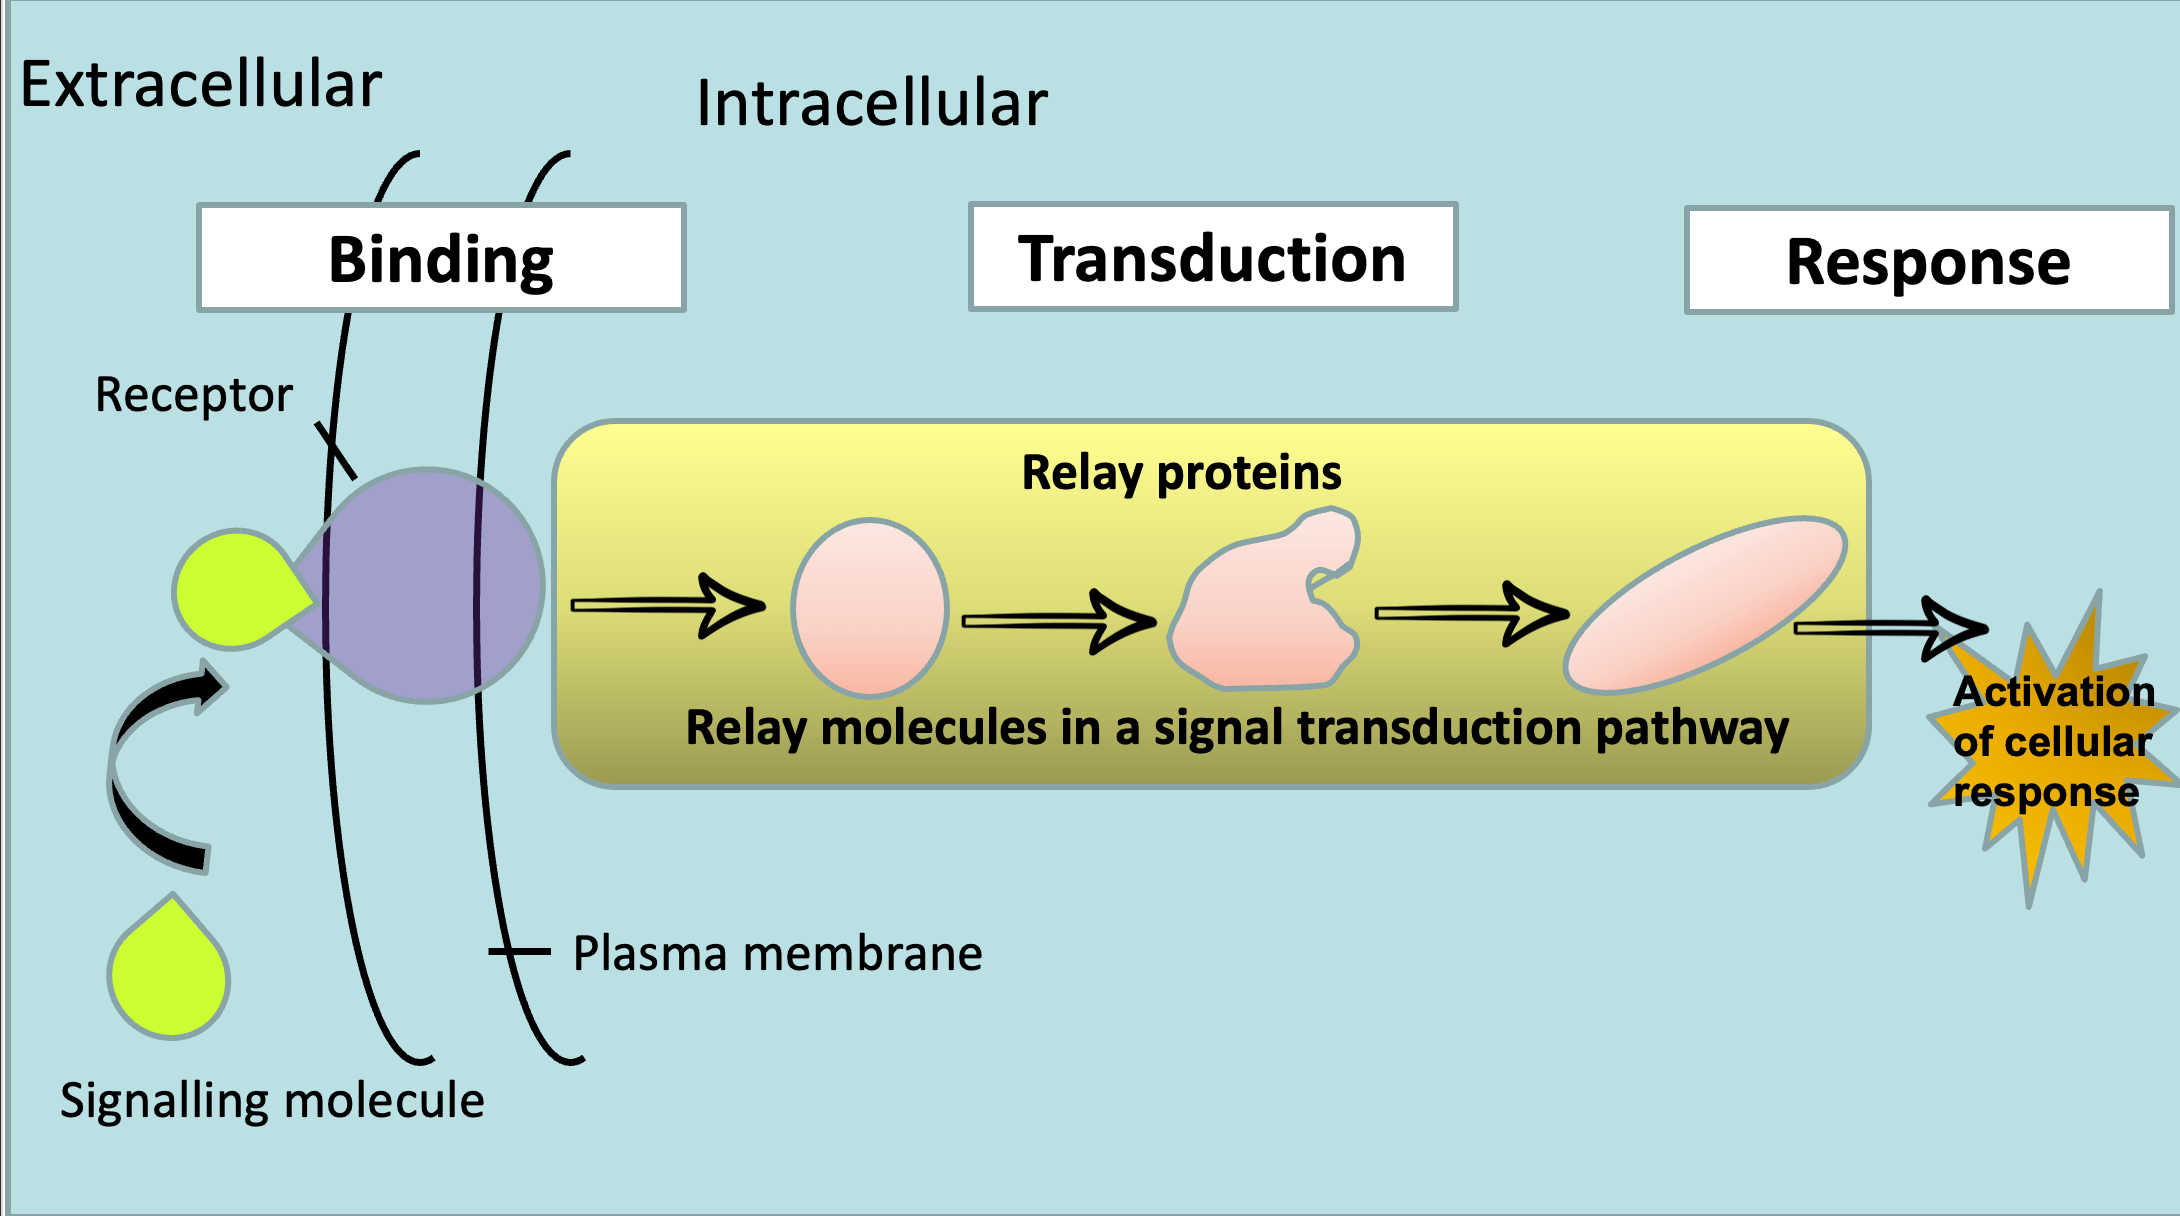 Extracellular
Intracellular
Binding
Transduction
Response
Receptor
Relay proteins
Relay molecules in a signal transduction pathway
Activation
of cellular
response
Plasma membrane
Signalling molecule